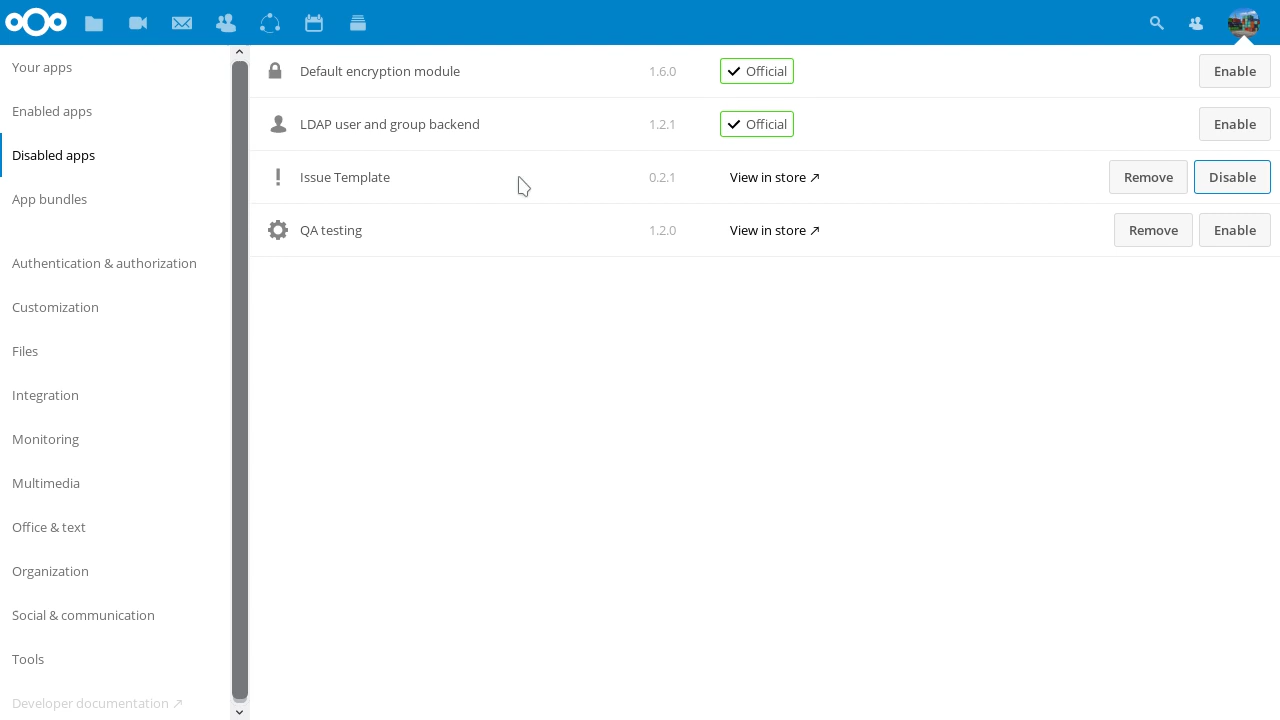 Your apps
Enabled apps
Disabled apps
App bundles
Authentication & authorization
Customization
Files
Integration
Monitoring
Multimedia
Office & text
Organization
Social & communication
Tools
Developer documentation ↗
Default encryption module 1.6.0 ✔ Official Enable
LDAP user and group backend 1.2.1 ✔ Official Enable
Issue Template 0.2.1 View in store ↗ Remove Disable
QA testing 1.2.0 View in store ↗ Remove Enable